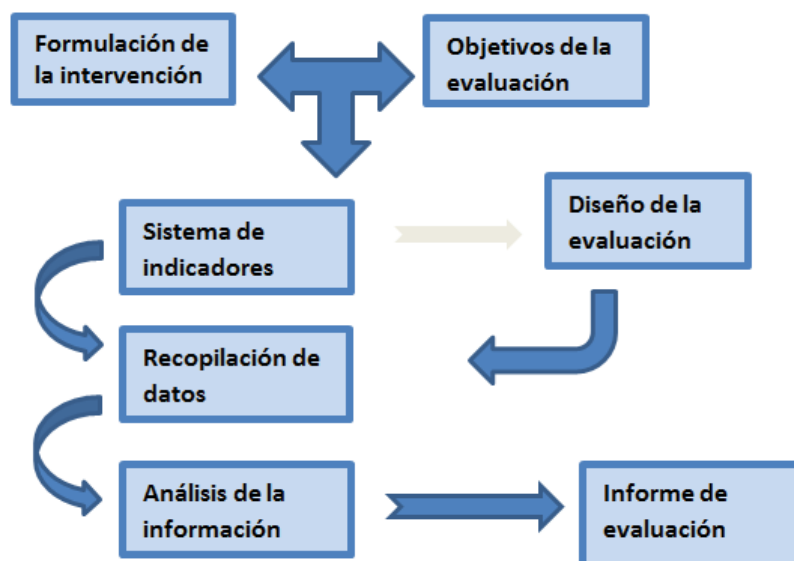 Formulación de
la intervención
Objetivos de la
evaluación
Sistema de
indicadores
Diseño de la
evaluación
Recopilación de
datos
Análisis de la
información
Informe de
evaluación